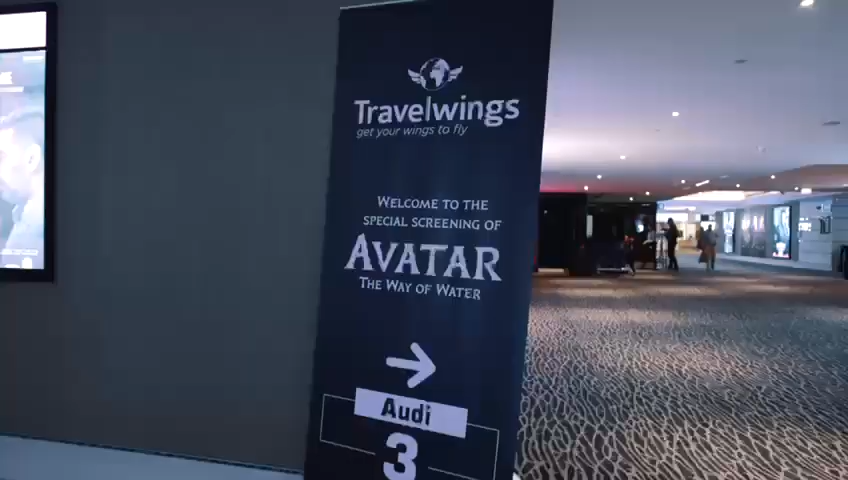 Travelwings
get your wings to fly
WELCOME TO THE
SPECIAL SCREENING OF
AVATAR
THE WAY OF WATER
Audi
3